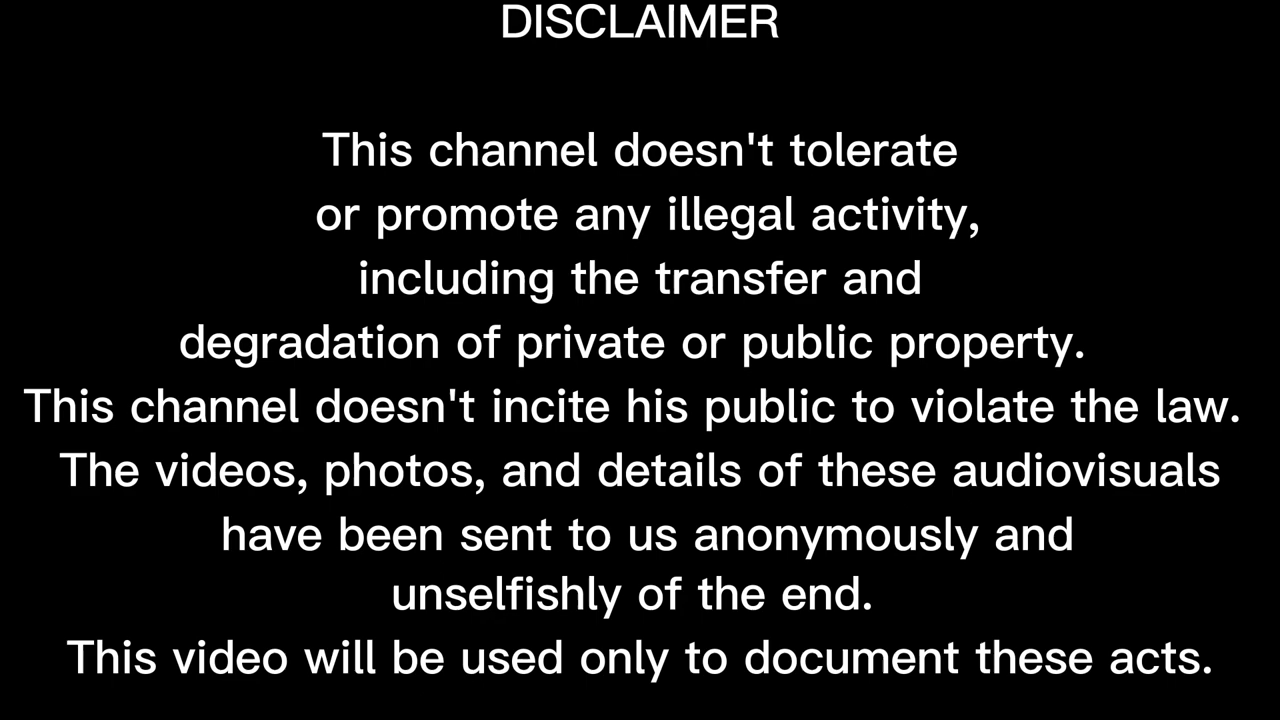 DISCLAIMER
This channel doesn't tolerate
or promote any illegal activity,
including the transfer and
degradation of private or public property.
This channel doesn't incite his public to violate the law.
The videos, photos, and details of these audiovisuals
have been sent to us anonymously and
unselfishly of the end.
This video will be used only to document these acts.